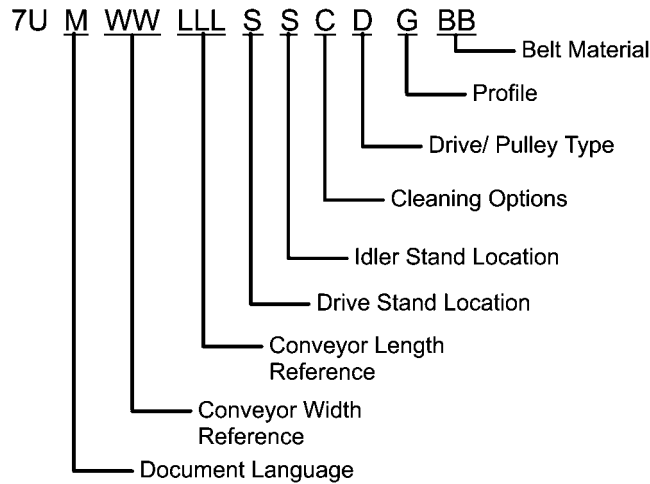 7U M WW LLL S S C D G BB
Belt Material
Profile
Drive/ Pulley Type
Cleaning Options
Idler Stand Location
Drive Stand Location
Conveyor Length
Reference
Conveyor Width
Reference
Document Language